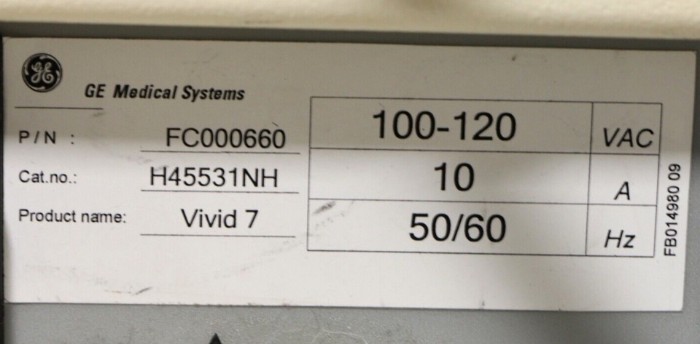 GE
GE Medical Systems
P/N : FC000660
Cat.no.: H45531NH
Product name: Vivid 7
100-120 VAC
10 A
50/60 Hz
FB014980 09